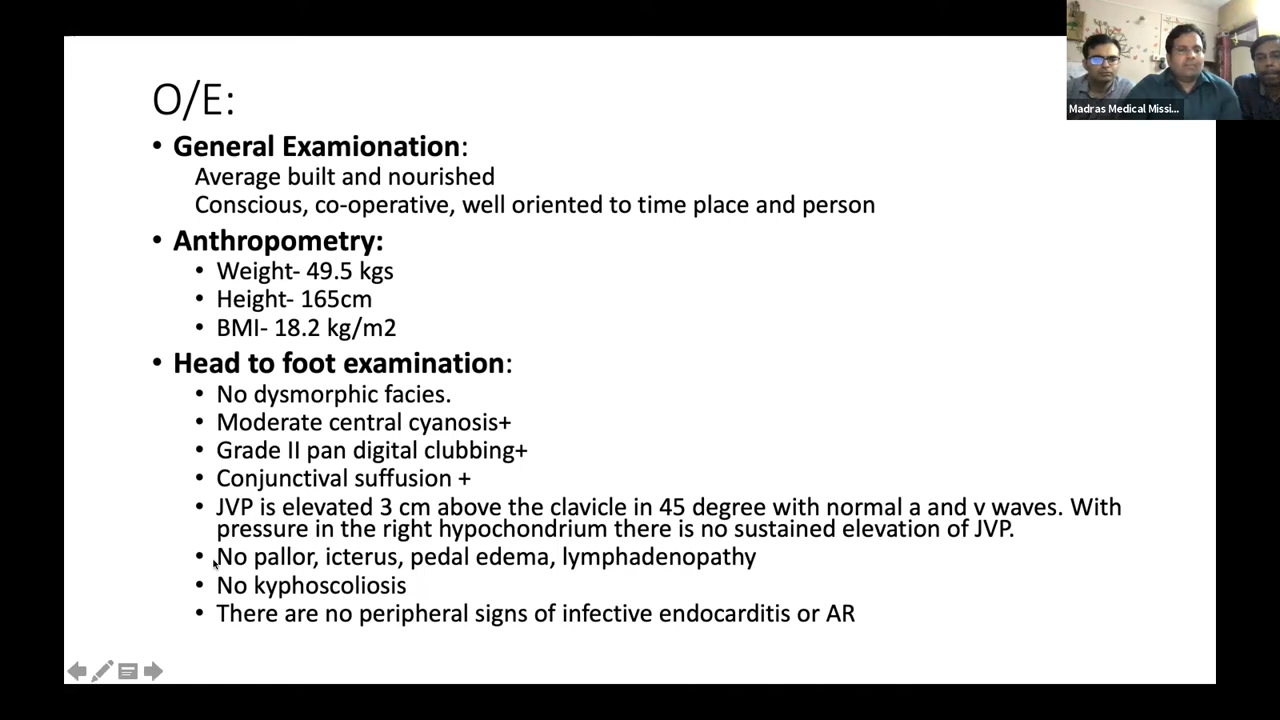 O/E:
Madras Medical Missi...
• General Examionation:
Average built and nourished
Conscious, co-operative, well oriented to time place and person
• Anthropometry:
• Weight- 49.5 kgs
• Height- 165cm
• BMI- 18.2 kg/m2
• Head to foot examination:
• No dysmorphic facies.
• Moderate central cyanosis+
• Grade II pan digital clubbing+
• Conjunctival suffusion +
• JVP is elevated 3 cm above the clavicle in 45 degree with normal a and v waves. With
pressure in the right hypochondrium there is no sustained elevation of JVP.
• No pallor, icterus, pedal edema, lymphadenopathy
• No kyphoscoliosis
• There are no peripheral signs of infective endocarditis or AR